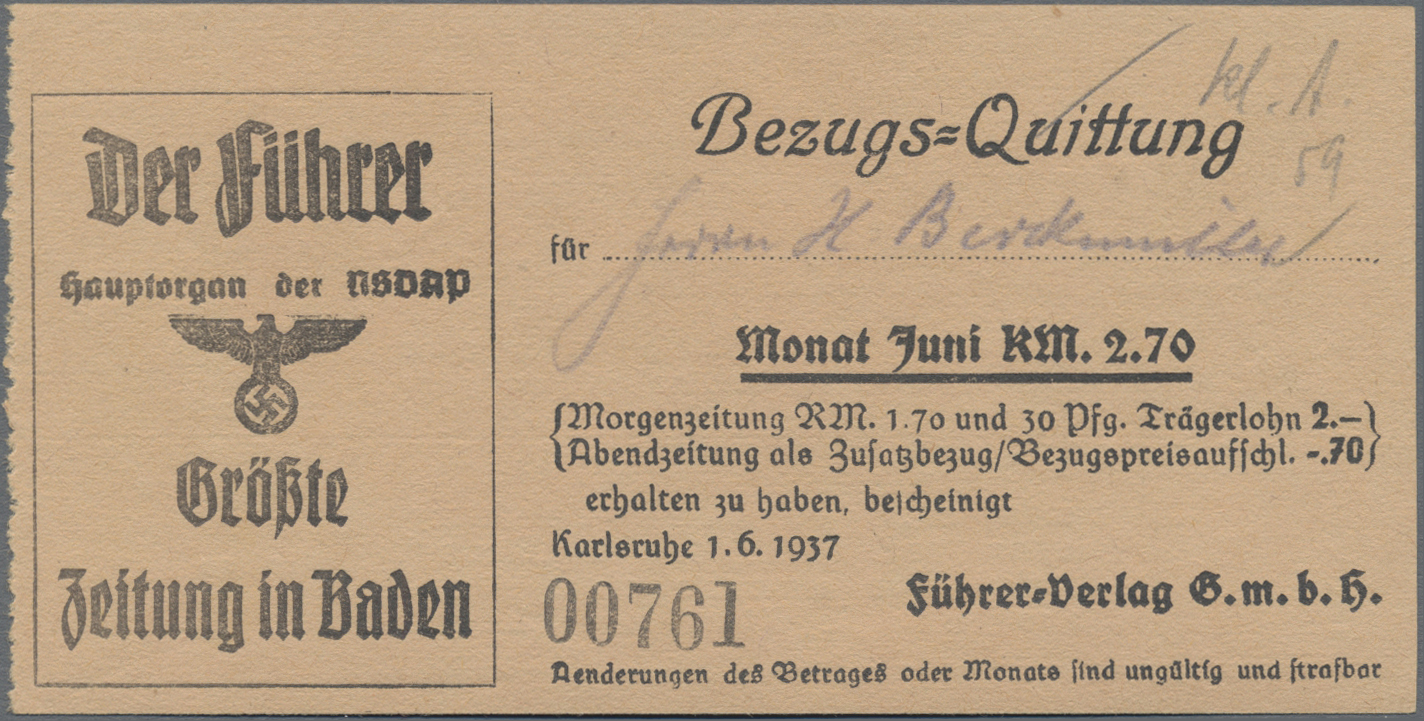 Der Führer
Hauptorgan der NSDAP
Größte
Zeitung in Baden
Kl. A.
59
Bezugs=Quittung
für Herrn H. Berckmüller
Monat Juni RM. 2.70
Morgenzeitung RM. 1.70 und 30 Pfg. Trägerlohn 2.—
Abendzeitung als Zusatzbezug/Bezugspreisaufschl. -.70
erhalten zu haben, bescheinigt
Karlsruhe 1.6.1937
00761
Führer-Verlag G.m.b.H.
Aenderungen des Betrages oder Monats sind ungültig und strafbar